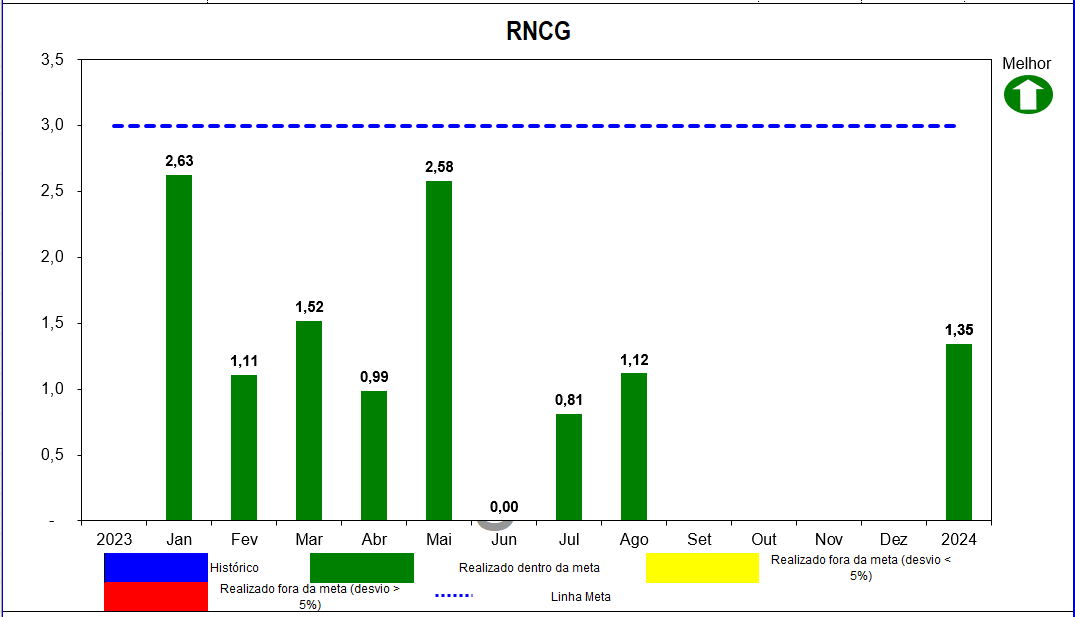 RNCG
Melhor
3,5
3,0
2,5
2,0
1,5
1,0
0,5
-
2,63
1,11
1,52
0,99
2,58
0,00
0,81
1,12
1,35
2023 Jan Fev Mar Abr Mai Jun Jul Ago Set Out Nov Dez 2024
Histórico
Realizado dentro da meta
Realizado fora da meta (desvio <
5%)
Realizado fora da meta (desvio >
5%)
Linha Meta